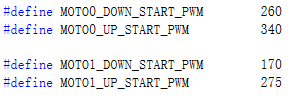 #define MOTO0_DOWN_START_PWM 260
#define MOTO0_UP_START_PWM 340
#define MOTO1_DOWN_START_PWM 170
#define MOTO1_UP_START_PWM 275